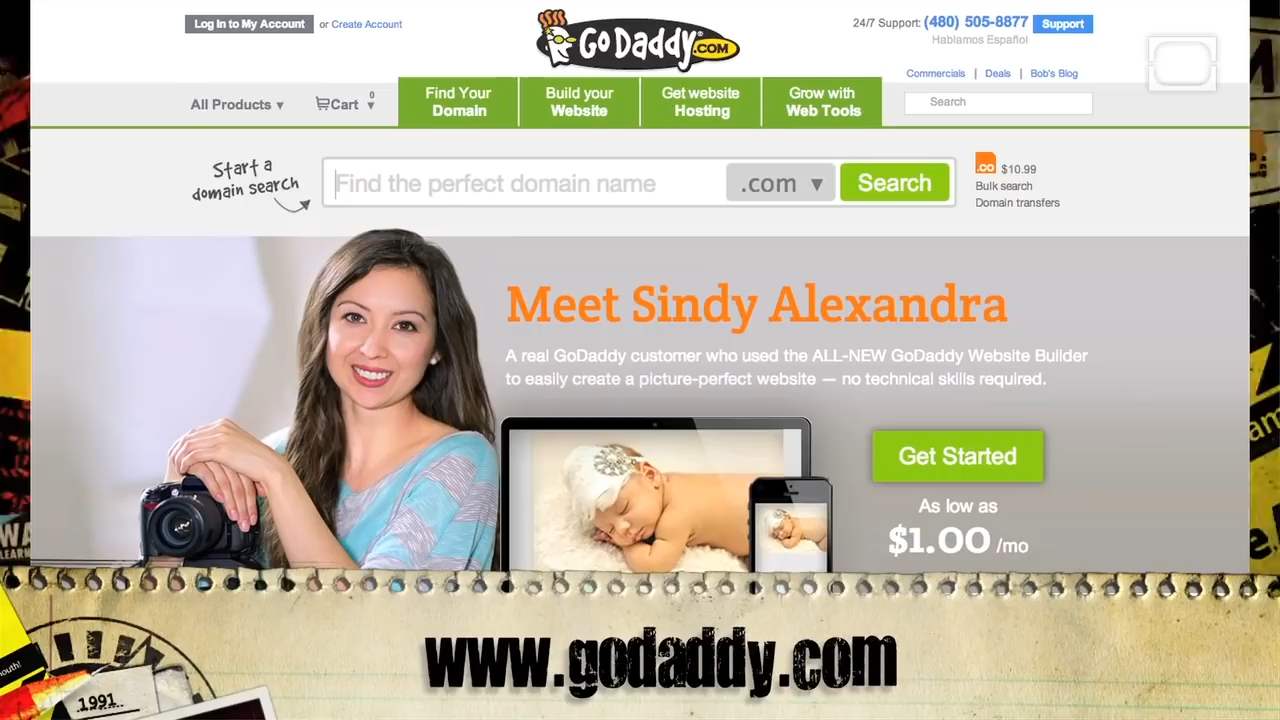 Log In to My Account or Create Account
GoDaddy.COM
24/7 Support: (480) 505-8877 Support
Hablamos Español
Commercials | Deals | Bob's Blog
All Products ▾
Cart 0 ▾
Find Your
Domain
Build your
Website
Get website
Hosting
Grow with
Web Tools
Search
Start a
domain search
Find the perfect domain name .com ▾ Search
.co $10.99
Bulk search
Domain transfers
Meet Sindy Alexandra
A real GoDaddy customer who used the ALL-NEW GoDaddy Website Builder
to easily create a picture-perfect website — no technical skills required.
Get Started
As low as
$1.00 /mo
www.godaddy.com
1991